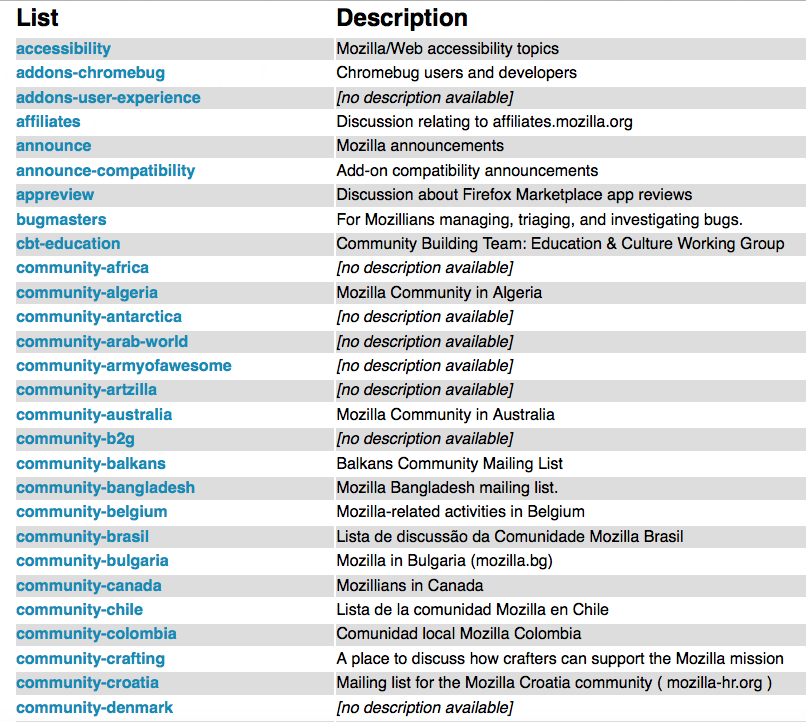 List Description
accessibility Mozilla/Web accessibility topics
addons-chromebug Chromebug users and developers
addons-user-experience [no description available]
affiliates Discussion relating to affiliates.mozilla.org
announce Mozilla announcements
announce-compatibility Add-on compatibility announcements
appreview Discussion about Firefox Marketplace app reviews
bugmasters For Mozillians managing, triaging, and investigating bugs.
cbt-education Community Building Team: Education & Culture Working Group
community-africa [no description available]
community-algeria Mozilla Community in Algeria
community-antarctica [no description available]
community-arab-world [no description available]
community-armyofawesome [no description available]
community-artzilla [no description available]
community-australia Mozilla Community in Australia
community-b2g [no description available]
community-balkans Balkans Community Mailing List
community-bangladesh Mozilla Bangladesh mailing list.
community-belgium Mozilla-related activities in Belgium
community-brasil Lista de discussão da Comunidade Mozilla Brasil
community-bulgaria Mozilla in Bulgaria (mozilla.bg)
community-canada Mozillians in Canada
community-chile Lista de la comunidad Mozilla en Chile
community-colombia Comunidad local Mozilla Colombia
community-crafting A place to discuss how crafters can support the Mozilla mission
community-croatia Mailing list for the Mozilla Croatia community ( mozilla-hr.org )
community-denmark [no description available]